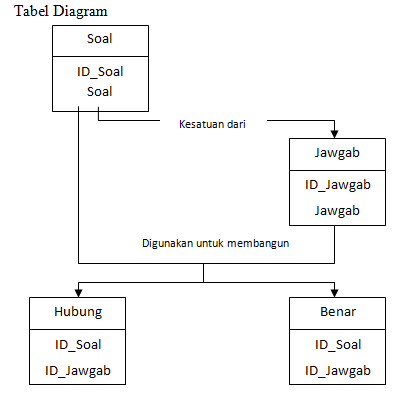 Tabel Diagram
Soal
ID_Soal
Soal
Kesatuan dari
Jawgab
ID_Jawgab
Jawgab
Digunakan untuk membangun
Hubung
ID_Soal
ID_Jawgab
Benar
ID_Soal
ID_Jawgab